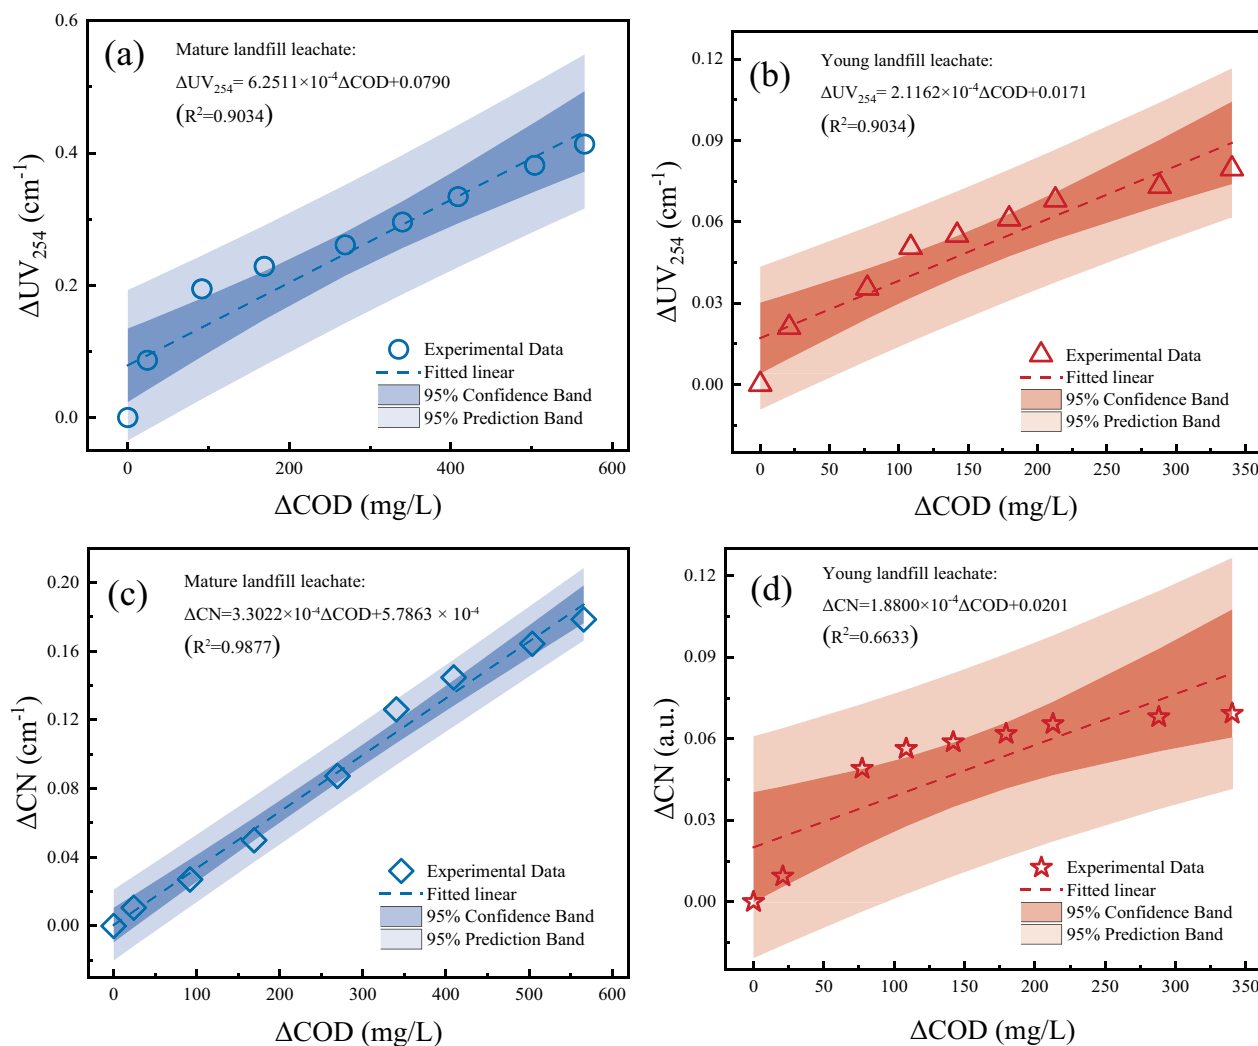 (a)
Mature landfill leachate:
ΔUV254= 6.2511×10-4ΔCOD+0.0790
(R2=0.9034)
0.6
0.4
0.2
0.0
ΔUV254 (cm-1)
Experimental Data
Fitted linear
95% Confidence Band
95% Prediction Band
0 200 400 600
ΔCOD (mg/L)
(b)
Young landfill leachate:
ΔUV254= 2.1162×10-4ΔCOD+0.0171
(R2=0.9034)
0.12
0.09
0.06
0.03
0.00
ΔUV254 (cm-1)
Experimental Data
Fitted linear
95% Confidence Band
95% Prediction Band
0 50 100 150 200 250 300 350
ΔCOD (mg/L)
(c)
Mature landfill leachate:
ΔCN=3.3022×10-4ΔCOD+5.7863 × 10-4
(R2=0.9877)
0.20
0.16
0.12
0.08
0.04
0.00
ΔCN (cm-1)
Experimental Data
Fitted linear
95% Confidence Band
95% Prediction Band
0 100 200 300 400 500 600
ΔCOD (mg/L)
(d)
Young landfill leachate:
ΔCN=1.8800×10-4ΔCOD+0.0201
(R2=0.6633)
0.12
0.09
0.06
0.03
0.00
ΔCN (a.u.)
Experimental Data
Fitted linear
95% Confidence Band
95% Prediction Band
0 50 100 150 200 250 300 350
ΔCOD (mg/L)